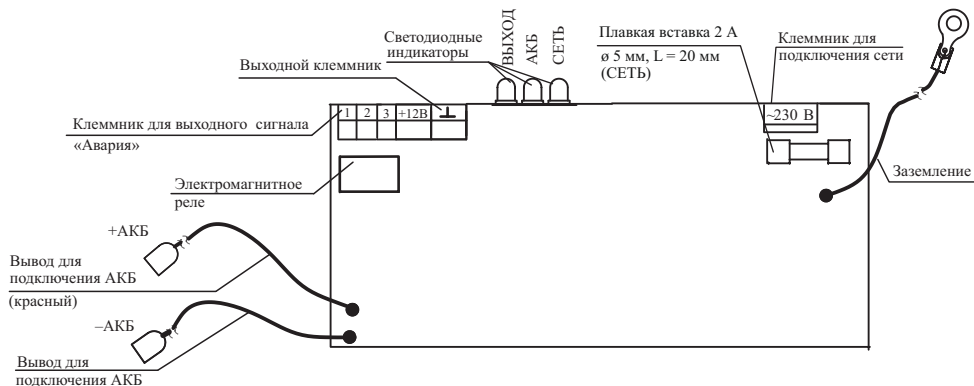 Светодиодные
индикаторы
ВЫХОД
АКБ
СЕТЬ
Плавкая вставка 2 А
ø 5 мм, L = 20 мм
(СЕТЬ)
Клеммник для
подключения сети
Выходной клеммник
Клеммник для выходного сигнала
«Авария»
1 2 3 +12В ⊥
~230 В
Электромагнитное
реле
Заземление
+АКБ
Вывод для
подключения АКБ
(красный)
–АКБ
Вывод для
подключения АКБ